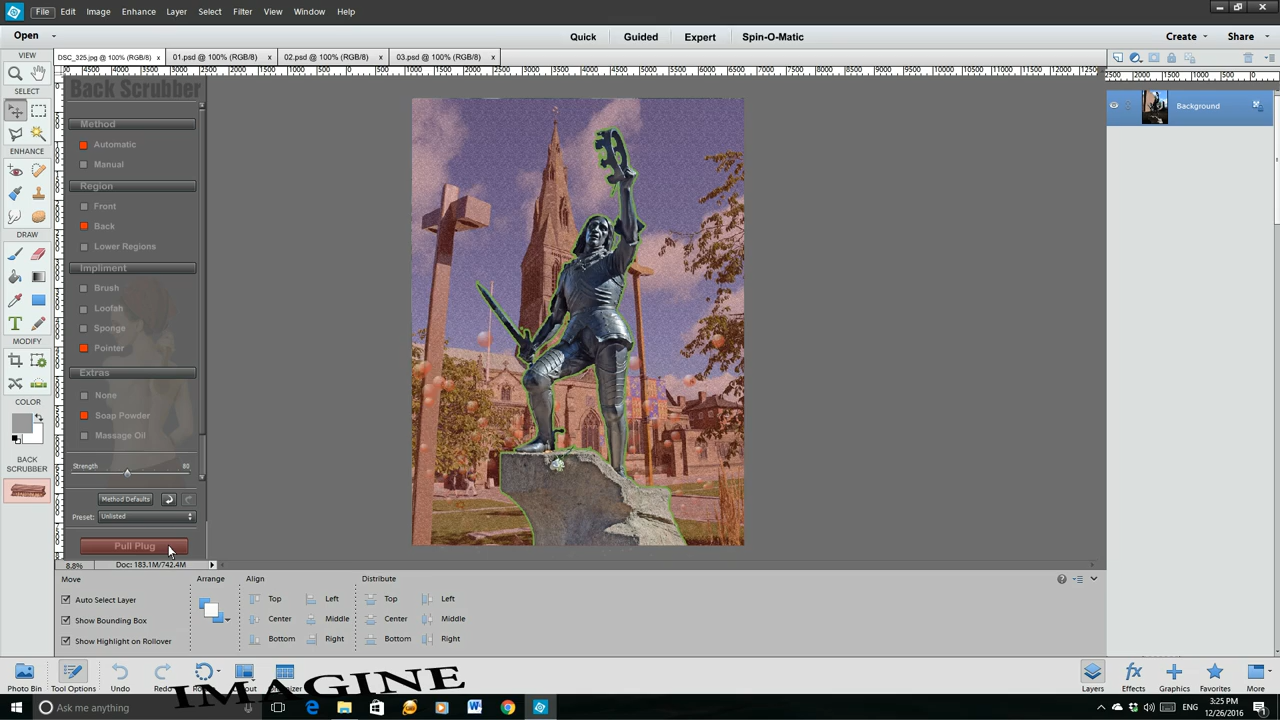 File Edit Image Enhance Layer Select Filter View Window Help
Open Quick Guided Expert Spin-O-Matic Create Share
VIEW
DSC_325.jpg @ 100% (RGB/8) x 01.psd @ 100% (RGB/8) x 02.psd @ 100% (RGB/8) x 03.psd @ 100% (RGB/8) x
SELECT
ENHANCE
DRAW
MODIFY
COLOR
BACK
SCRUBBER
Back Scrubber
Method
Automatic
Manual
Region
Front
Back
Lower Regions
Impliment
Brush
Loofah
Sponge
Pointer
Extras
None
Soap Powder
Massage Oil
Strength 80
Method Defaults
Preset: Unlisted
Pull Plug
Background
8.8% Doc: 183.1M/742.4M
Move Arrange Align Distribute
Auto Select Layer Top Left Top Left
Show Bounding Box Center Middle Center Middle
Show Highlight on Rollover Bottom Right Bottom Right
Photo Bin Tool Options Undo Layers Effects Graphics Favorites More
IMAGINE
Ask me anything
ENG 3:25 PM
12/26/2016